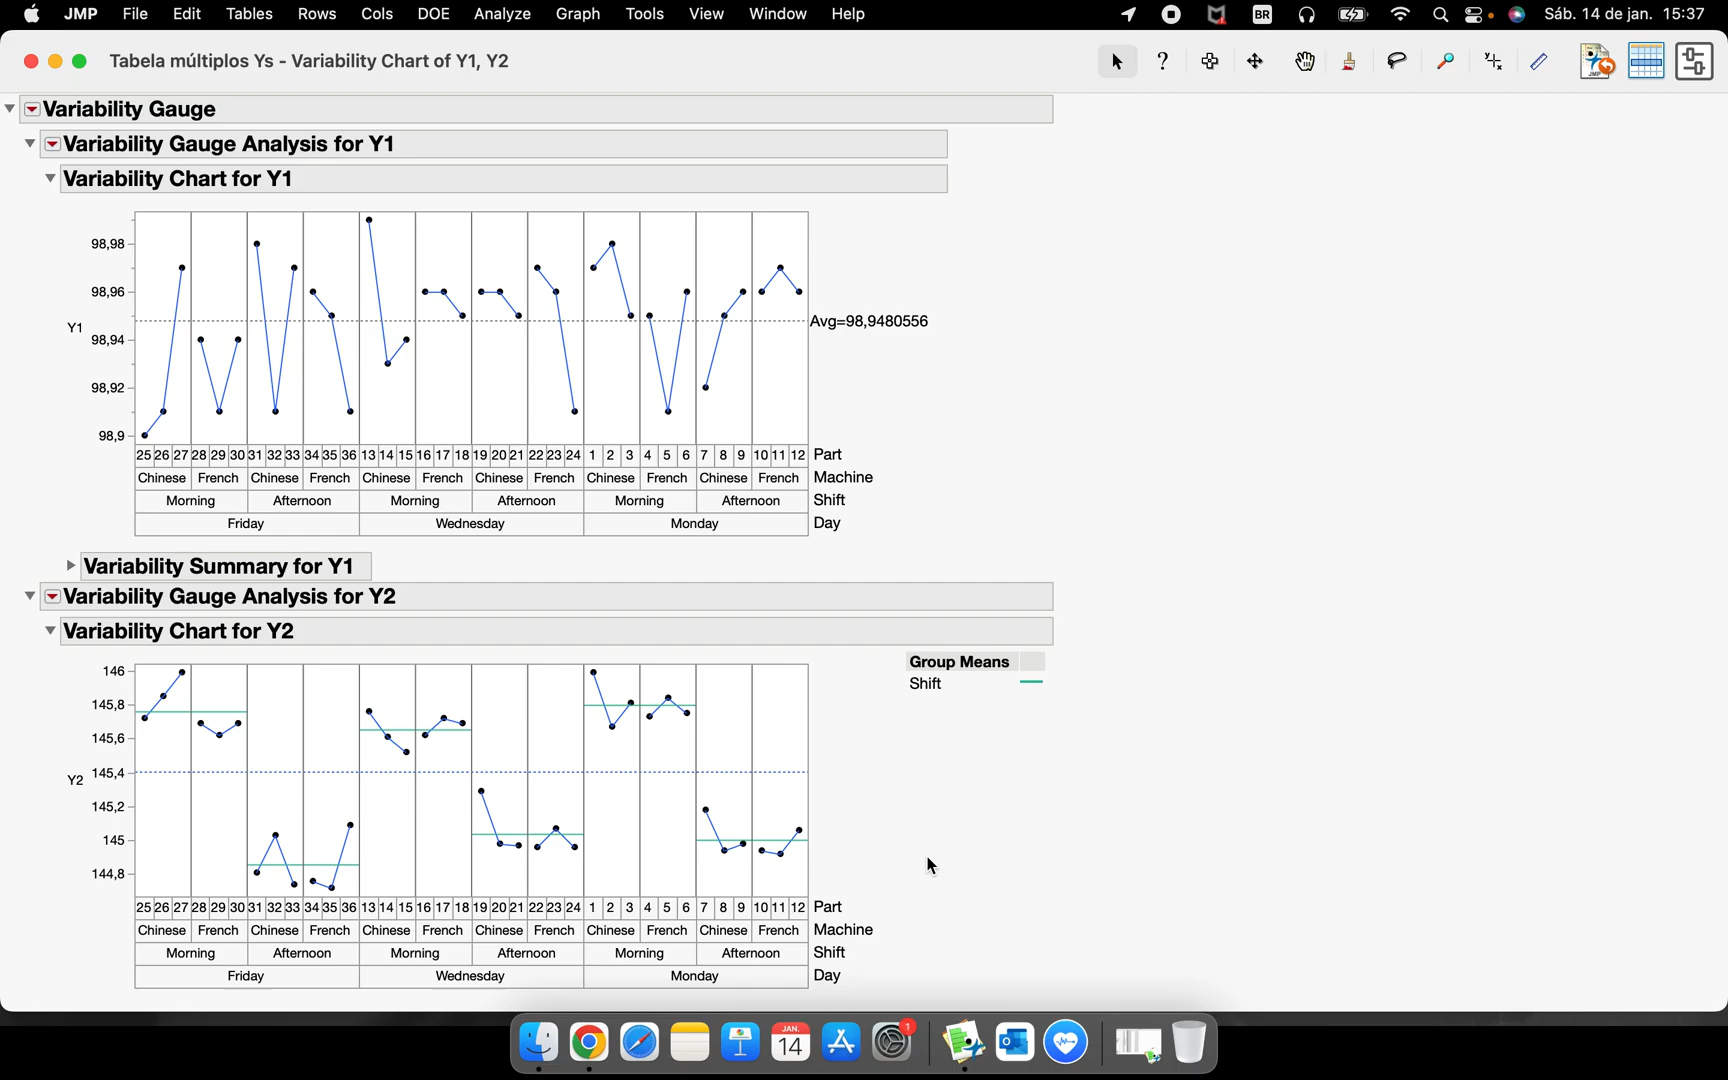 JMP File Edit Tables Rows Cols DOE Analyze Graph Tools View Window Help BR Sáb. 14 de jan. 15:37
Tabela múltiplos Ys - Variability Chart of Y1, Y2
JMP
Variability Gauge
Variability Gauge Analysis for Y1
Variability Chart for Y1
98,98
98,96
98,94
98,92
98,9
Y1
Avg=98,9480556
25 26 27 28 29 30 31 32 33 34 35 36 13 14 15 16 17 18 19 20 21 22 23 24 1 2 3 4 5 6 7 8 9 10 11 12 Part
Chinese French Chinese French Chinese French Chinese French Chinese French Chinese French Machine
Morning Afternoon Morning Afternoon Morning Afternoon Shift
Friday Wednesday Monday Day
Variability Summary for Y1
Variability Gauge Analysis for Y2
Variability Chart for Y2
146
145,8
145,6
145,4
145,2
145
144,8
Y2
Group Means
Shift
25 26 27 28 29 30 31 32 33 34 35 36 13 14 15 16 17 18 19 20 21 22 23 24 1 2 3 4 5 6 7 8 9 10 11 12 Part
Chinese French Chinese French Chinese French Chinese French Chinese French Chinese French Machine
Morning Afternoon Morning Afternoon Morning Afternoon Shift
Friday Wednesday Monday Day
JAN.
14
1